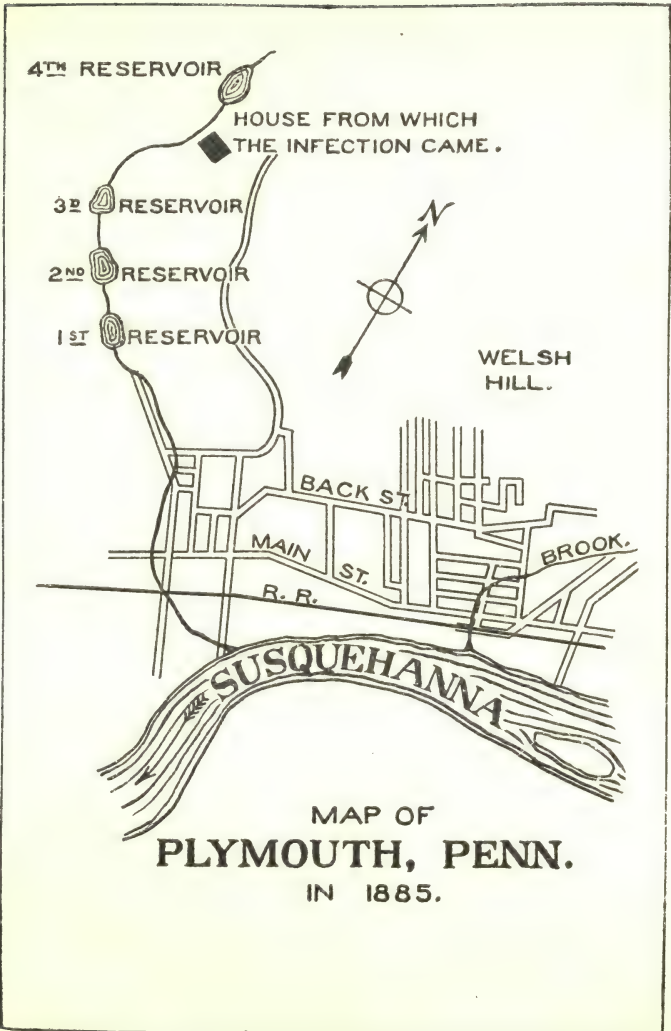 4TH RESERVOIR
HOUSE FROM WHICH
THE INFECTION CAME.
3D RESERVOIR
N
2ND RESERVOIR
1ST RESERVOIR
WELSH
HILL.
BACK ST.
MAIN ST.
BROOK.
R. R.
SUSQUEHANNA
MAP OF
PLYMOUTH, PENN.
IN 1885.